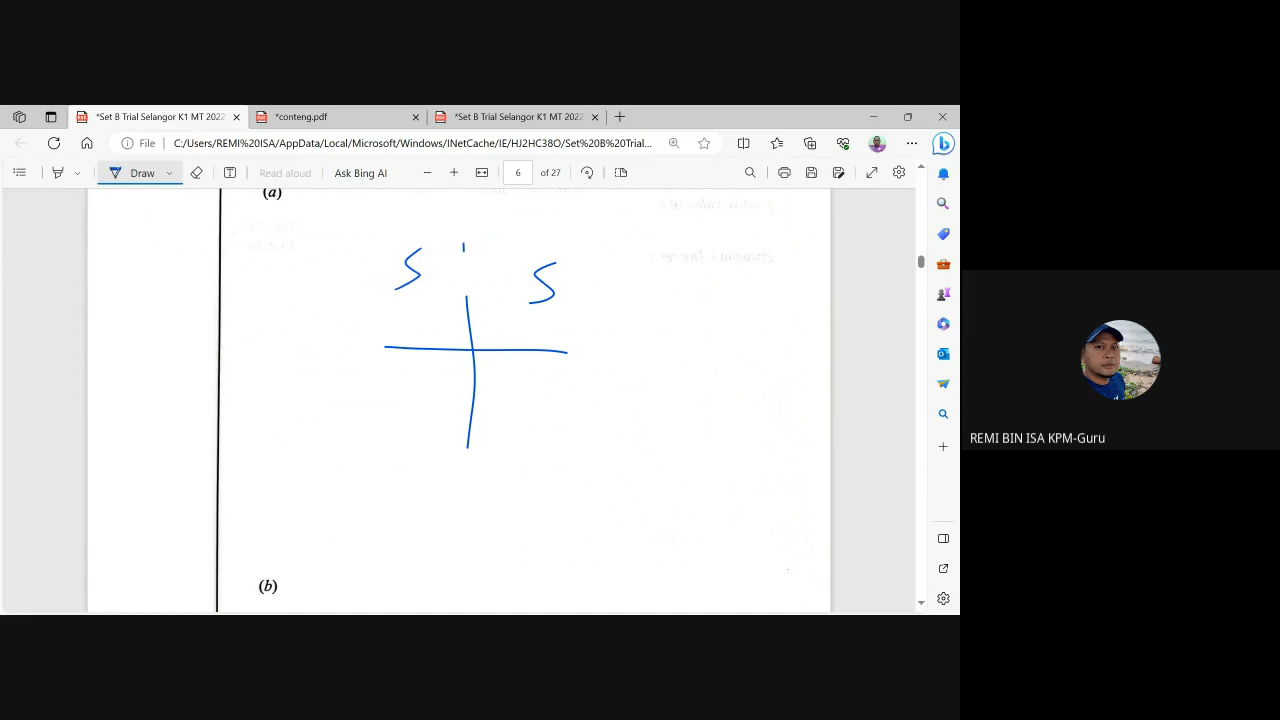 *Set B Trial Selangor K1 MT 2022
*conteng.pdf
*Set B Trial Selangor K1 MT 2022
File
C:/Users/REMI%20ISA/AppData/Local/Microsoft/Windows/INetCache/IE/HJ2HC38O/Set%20B%20Trial...
Draw
Read aloud
Ask Bing AI
6
of 27
(a)
S
S
REMI BIN ISA KPM-Guru
(b)